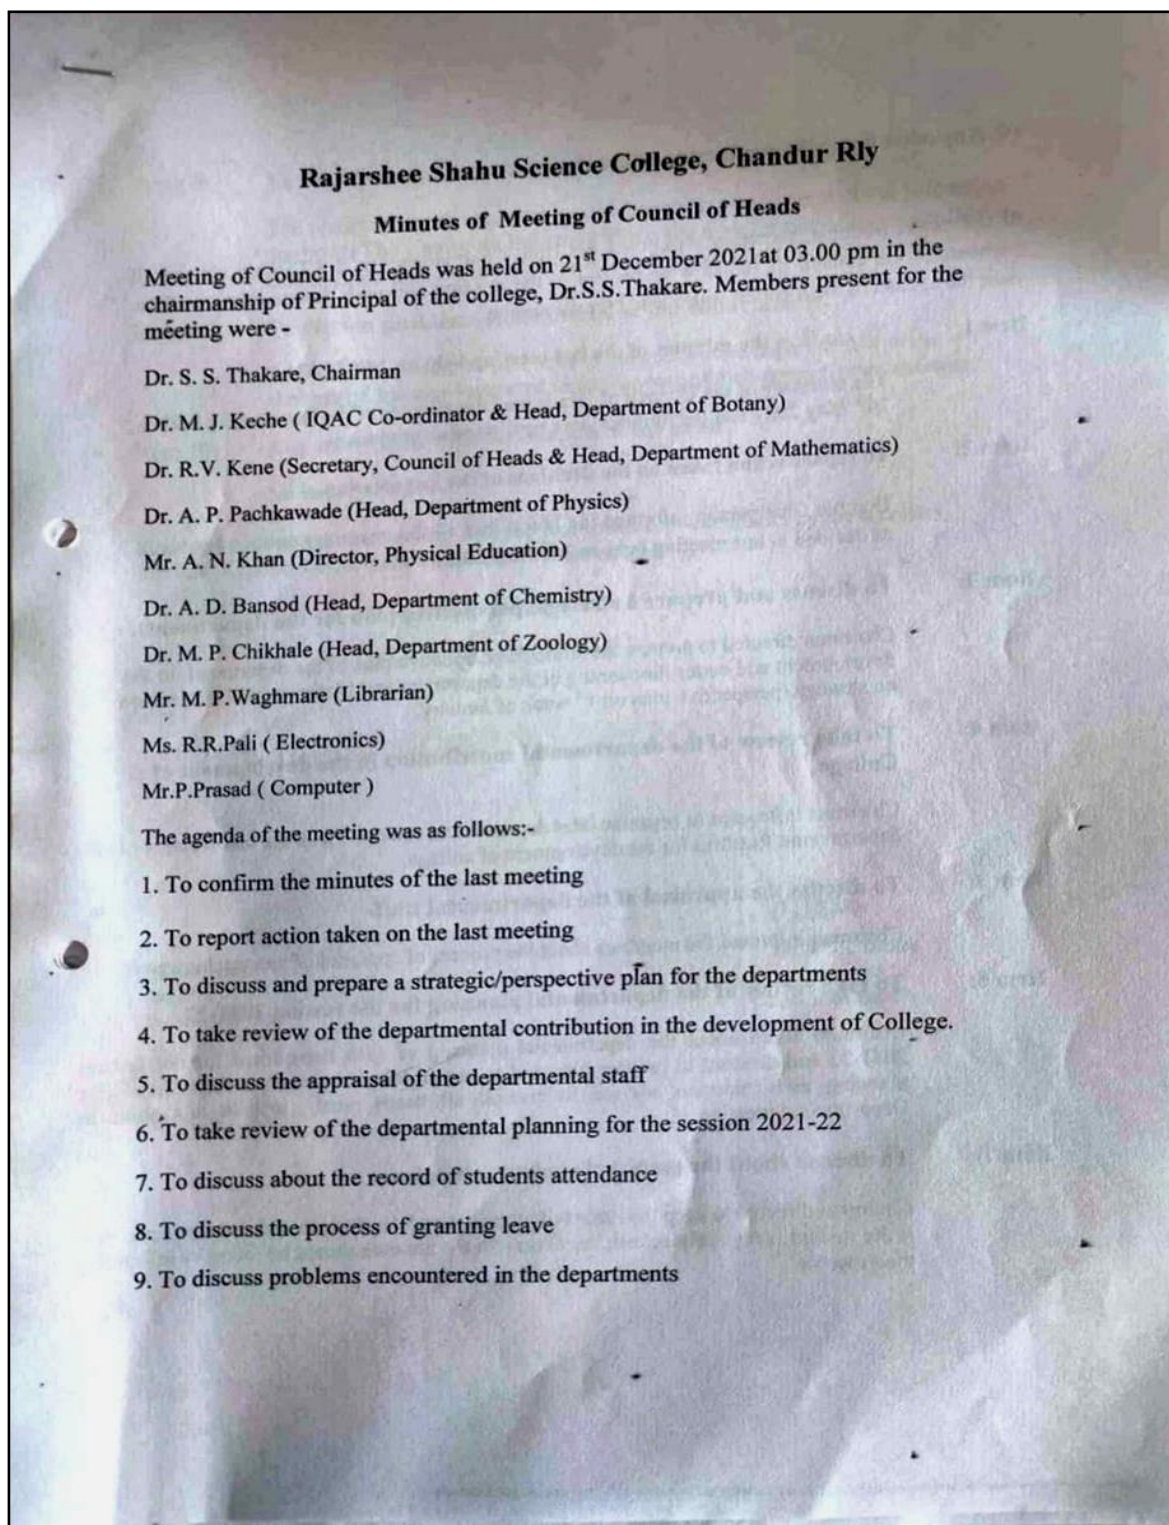 Rajarshee Shahu Science College, Chandur Rly
Minutes of Meeting of Council of Heads
Meeting of Council of Heads was held on 21st December 2021at 03.00 pm in the
chairmanship of Principal of the college, Dr.S.S.Thakare. Members present for the
meeting were -
Dr. S. S. Thakare, Chairman
Dr. M. J. Keche ( IQAC Co-ordinator & Head, Department of Botany)
Dr. R.V. Kene (Secretary, Council of Heads & Head, Department of Mathematics)
Dr. A. P. Pachkawade (Head, Department of Physics)
Mr. A. N. Khan (Director, Physical Education)
Dr. A. D. Bansod (Head, Department of Chemistry)
Dr. M. P. Chikhale (Head, Department of Zoology)
Mr. M. P.Waghmare (Librarian)
Ms. R.R.Pali ( Electronics)
Mr.P.Prasad ( Computer )
The agenda of the meeting was as follows:-
1. To confirm the minutes of the last meeting
2. To report action taken on the last meeting
3. To discuss and prepare a strategic/perspective plan for the departments
4. To take review of the departmental contribution in the development of College.
5. To discuss the appraisal of the departmental staff
6. To take review of the departmental planning for the session 2021-22
7. To discuss about the record of students attendance
8. To discuss the process of granting leave
9. To discuss problems encountered in the departments